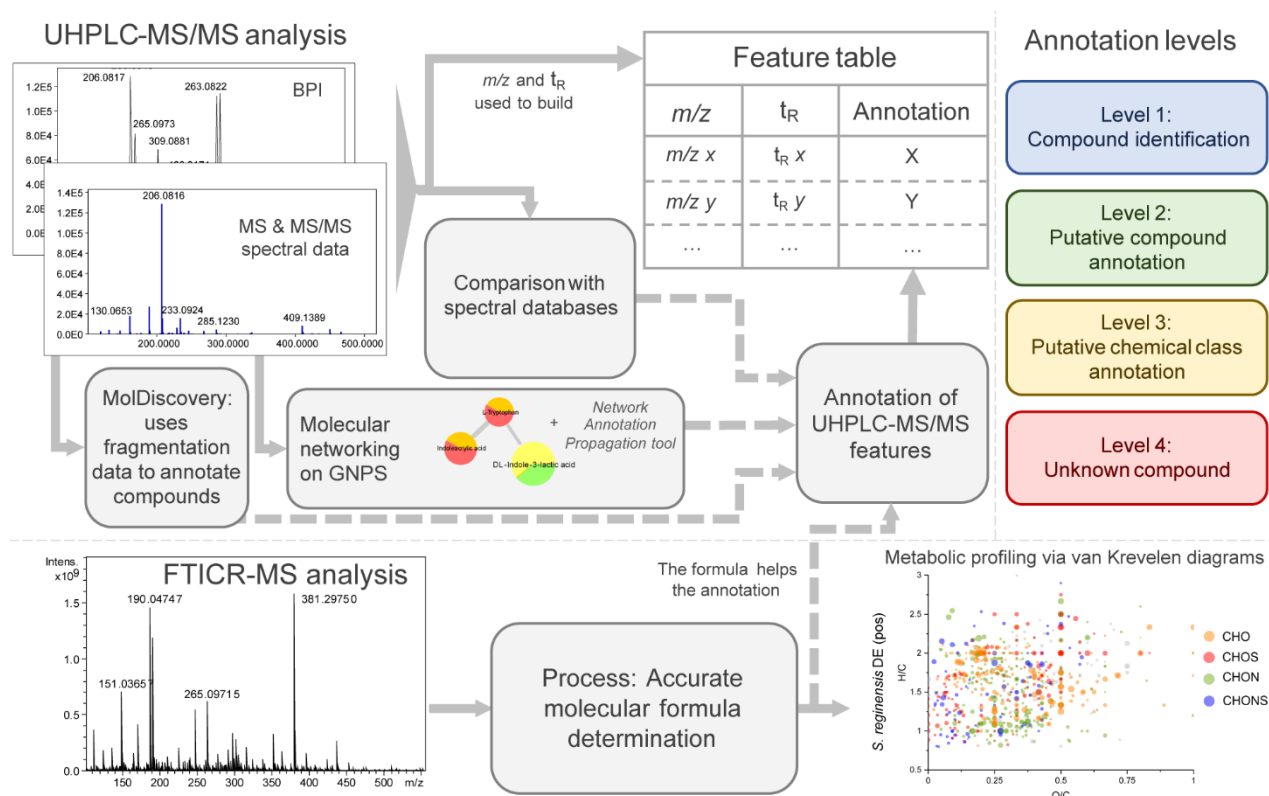 UHPLC-MS/MS analysis
BPI
206.0817
263.0822
265.0973
309.0881
1.2E5
1.0E5
8.0E4
6.0E4
4.0E4
2.0E4
0.0E
MS & MS/MS
spectral data
206.0816
130.0653
233.0924
285.1230
409.1389
1.4E5
1.2E5
1.0E5
8.0E4
6.0E4
4.0E4
2.0E4
0.0E0
200.0000
300.0000
400.0000
500.0000
m/z and tR
used to build
Feature table
m/z tR Annotation
m/z x tR x X
m/z y tR y Y
... ... ...
Annotation levels
Level 1:
Compound identification
Level 2:
Putative compound
annotation
Level 3:
Putative chemical class
annotation
Level 4:
Unknown compound
Comparison with
spectral databases
MolDiscovery:
uses
fragmentation
data to annotate
compounds
Molecular
networking
on GNPS
L-Tryptophan
Indoleacrylic acid
DL-Indole-3-lactic acid
+ Network
Annotation
Propagation tool
Annotation of
UHPLC-MS/MS
features
FTICR-MS analysis
Intens.
x10⁹
1.5
1.0
0.5
0.0
151.0365
190.04747
265.09715
381.29750
150
200
250
300
350
400
450
500
m/z
Process: Accurate
molecular formula
determination
The formula helps
the annotation
Metabolic profiling via van Krevelen diagrams
S. reginensis DE (pos)
H/C
3
2.5
2
1.5
1
0.5
0
0.25
0.5
0.75
1
O/C
CHO
CHOS
CHON
CHONS